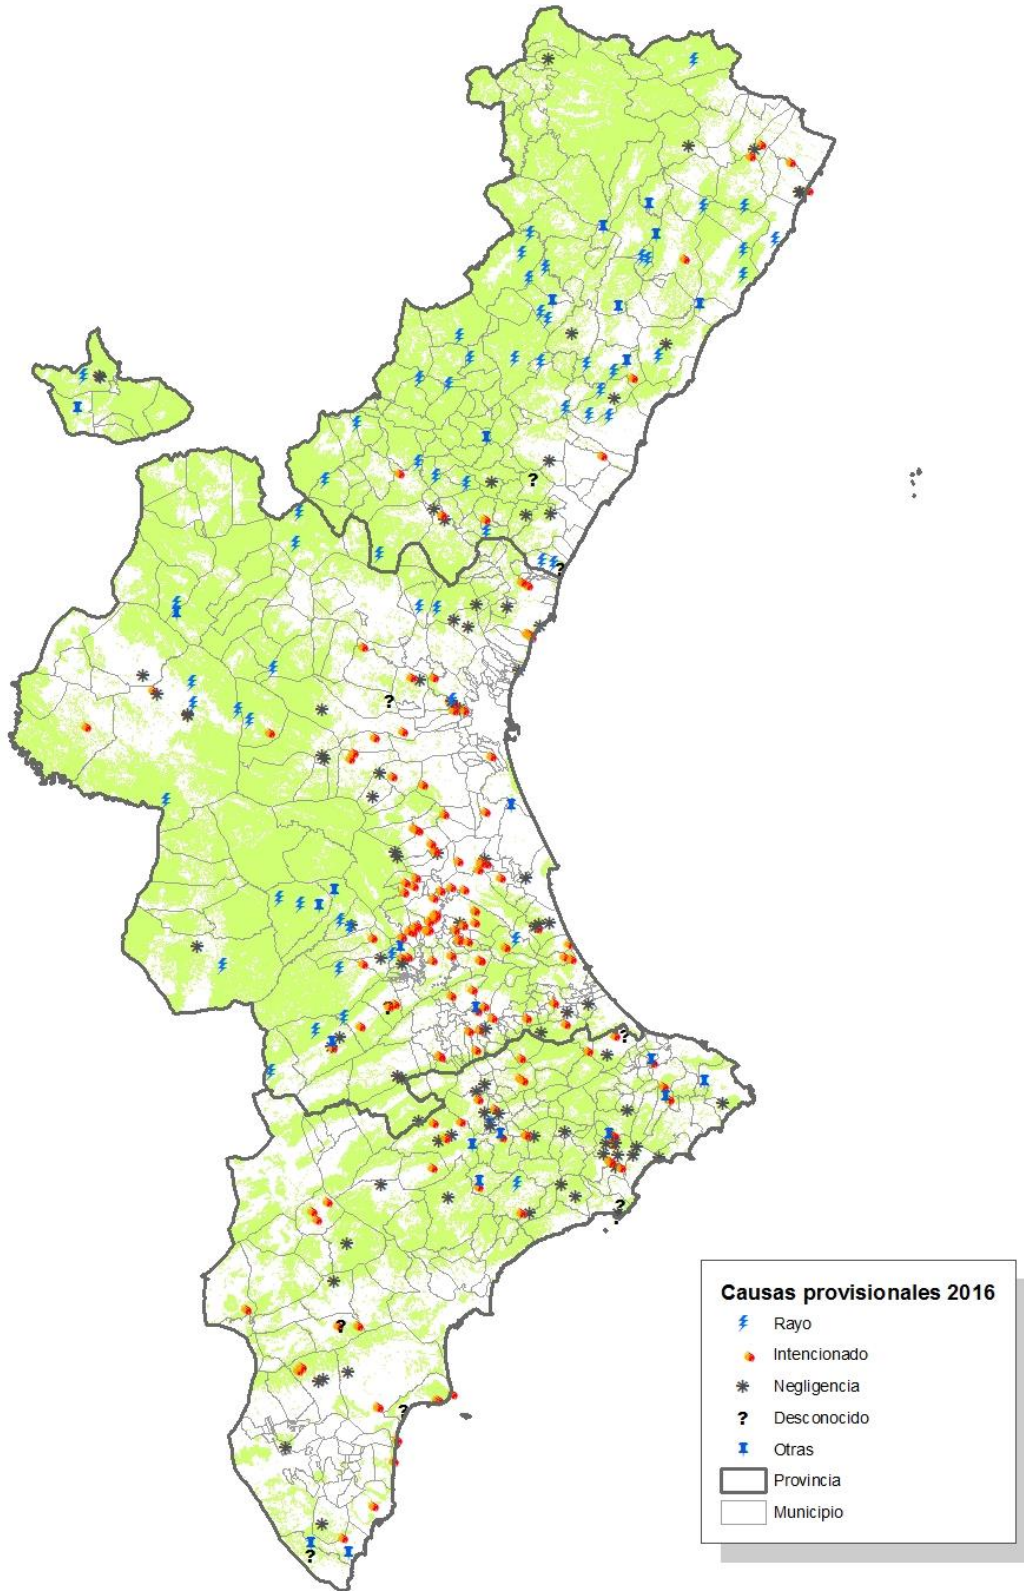 Causas provisionales 2016
Rayo
Intencionado
Negligencia
? Desconocido
Otras
Provincia
Municipio